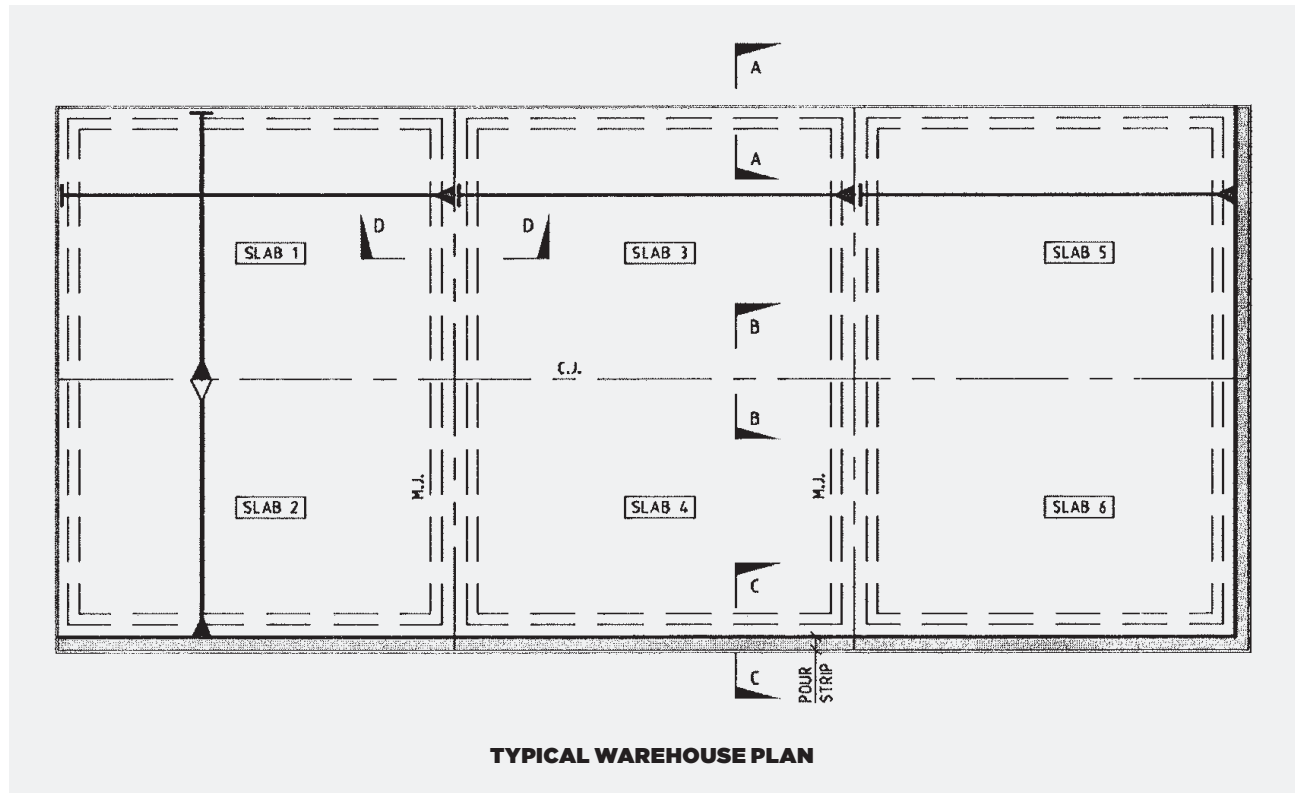 A
A
D
D
SLAB 1
SLAB 3
SLAB 5
B
C.J.
B
M.J.
M.J.
SLAB 2
SLAB 4
SLAB 6
C
C
POUR
STRIP
TYPICAL WAREHOUSE PLAN